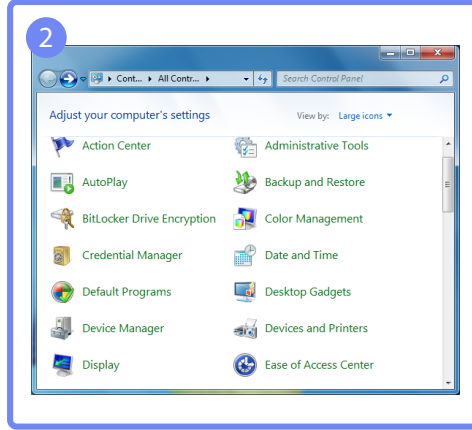 2
Cont... ▸ All Contr... ▸ Search Control Panel
Adjust your computer's settings View by: Large icons
Action Center Administrative Tools
AutoPlay Backup and Restore
BitLocker Drive Encryption Color Management
Credential Manager Date and Time
Default Programs Desktop Gadgets
Device Manager Devices and Printers
Display Ease of Access Center